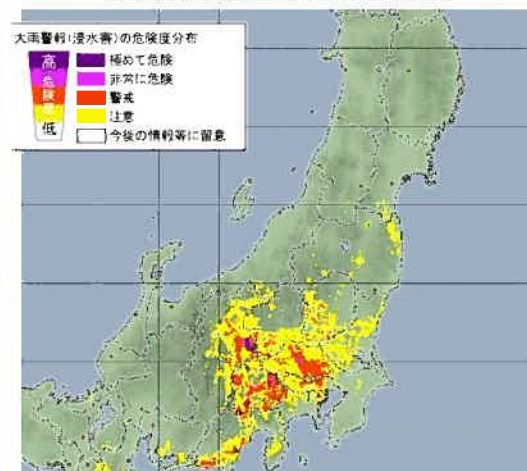 大雨警報(浸水害)の危険度分布
高
危険度
低
極めて危険
非常に危険
警戒
注意
今後の情報等に留意